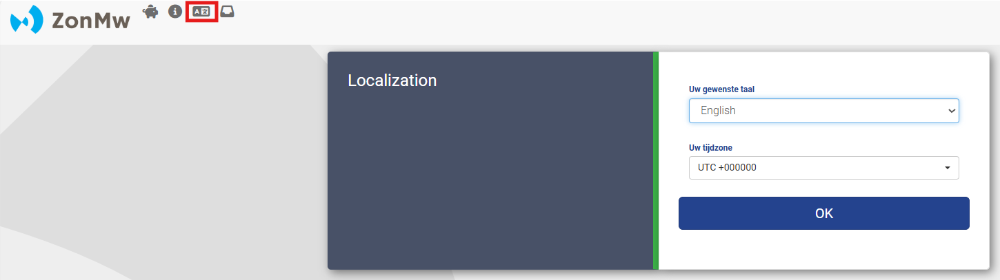 ZonMw
Localization
Uw gewenste taal
English
Uw tijdzone
UTC +000000
OK